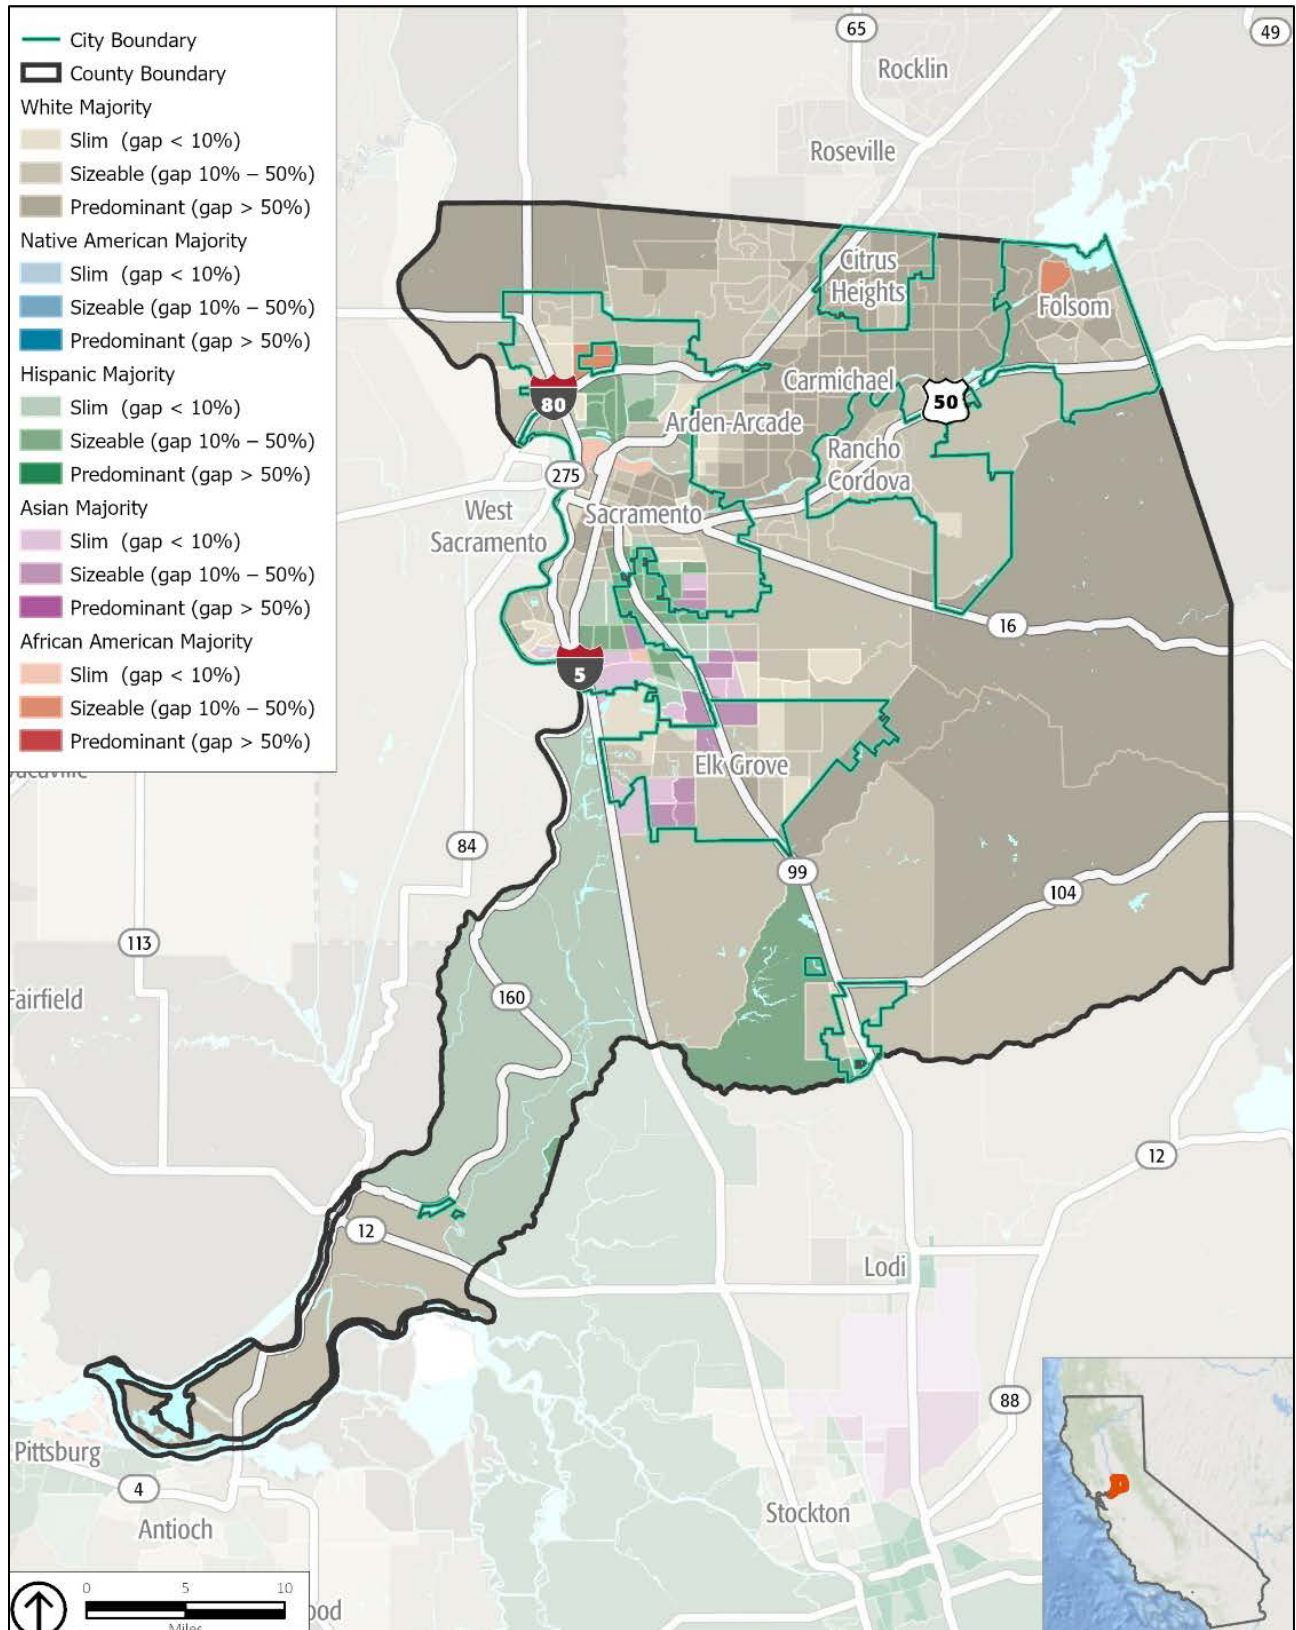 City Boundary
County Boundary
White Majority
Slim (gap < 10%)
Sizeable (gap 10% – 50%)
Predominant (gap > 50%)
Native American Majority
Slim (gap < 10%)
Sizeable (gap 10% – 50%)
Predominant (gap > 50%)
Hispanic Majority
Slim (gap < 10%)
Sizeable (gap 10% – 50%)
Predominant (gap > 50%)
Asian Majority
Slim (gap < 10%)
Sizeable (gap 10% – 50%)
Predominant (gap > 50%)
African American Majority
Slim (gap < 10%)
Sizeable (gap 10% – 50%)
Predominant (gap > 50%)
65
49
Rocklin
Roseville
Citrus
Heights
Folsom
Carmichael
80
50
Arden-Arcade
Rancho
Cordova
275
West
Sacramento
Sacramento
16
5
Elk Grove
84
99
104
113
Fairfield
160
12
12
Lodi
88
Pittsburg
4
Antioch
Stockton
0 5 10
Miles